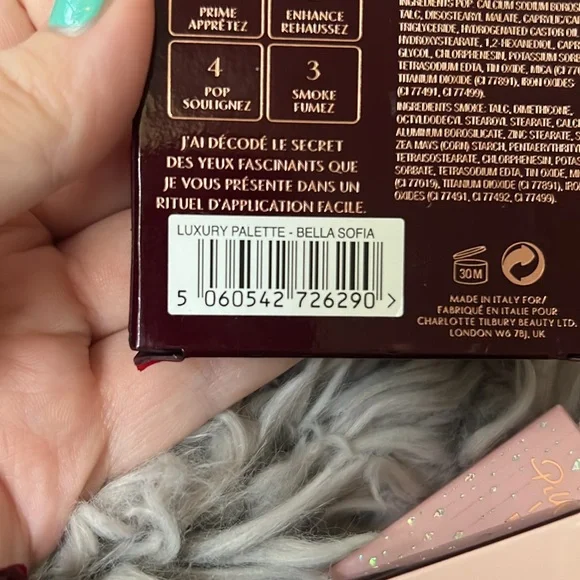 PRIME
APPRÊTEZ
ENHANCE
REHAUSSEZ
4
POP
SOULIGNEZ
3
SMOKE
FUMEZ
J'AI DÉCODÉ LE SECRET
DES YEUX FASCINANTS QUE
JE VOUS PRÉSENTE DANS UN
RITUEL D'APPLICATION FACILE.
LUXURY PALETTE - BELLA SOFIA
5 060542 726290 >
INGREDIENTS POP: CALCIUM SODIUM
TALC, DIISOSTEARYL MALATE,
TRIGLYCERIDE, HYDROGENATED CASTOR OIL
HYDROXYSTEARATE, 1,2-HEXANEDIOL,
GLYCOL, CHLORPHENESIN, POTASSIUM
TETRASODIUM EDTA, TIN OXIDE, MICA
TITANIUM DIOXIDE (CI 77891), IRON OXIDES
(CI 77491, CI 77499).
INGREDIENTS SMOKE: TALC, DIMETHICONE,
OCTYLDODECYL STEAROYL STEARATE,
ALUMINUM BOROSILICATE, ZINC STEARATE,
ZEA MAYS (CORN) STARCH,
TETRAISOSTEARATE, CHLORPHENESIN,
SORBATE, TETRASODIUM EDTA, TIN OXIDE,
(CI 77019), TITANIUM DIOXIDE (CI 77891),
OXIDES (CI 77491, CI 77492, CI 77499).
30M
MADE IN ITALY FOR/
FABRIQUÉ EN ITALIE POUR
CHARLOTTE TILBURY BEAUTY LTD.
LONDON W6 7BJ, UK